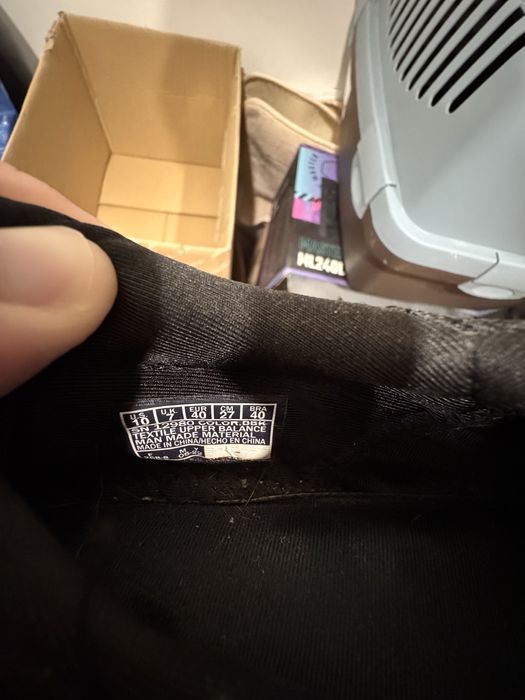 U.S. U.K. EUR CM BRA
10 7 40 27 40
SN 12980 COLOR.BBK
TEXTILE UPPER BALANCE
MAN MADE MATERIAL
MADE IN CHINA/HECHO EN CHINA